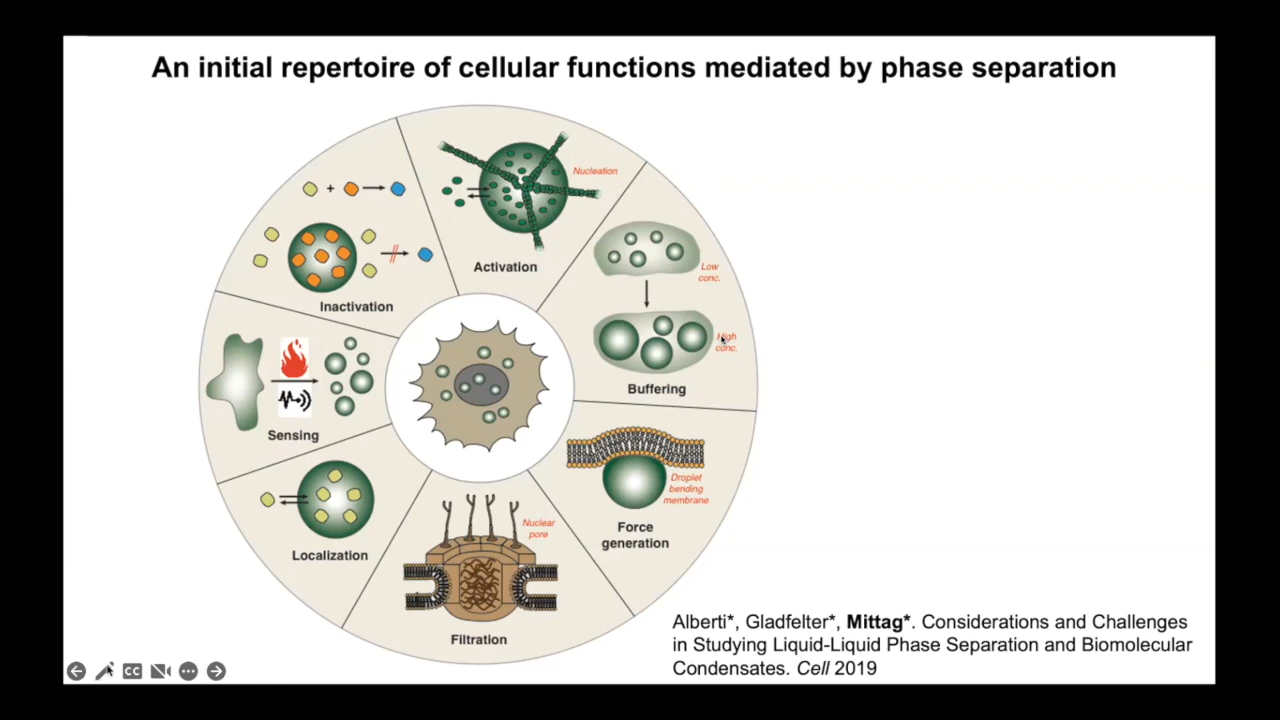 An initial repertoire of cellular functions mediated by phase separation
Nucleation
Activation
Low
conc.
High
conc.
Buffering
Droplet
bending
membrane
Force
generation
Nuclear
pore
Filtration
Localization
Sensing
+
Inactivation
Alberti*, Gladfelter*, Mittag*. Considerations and Challenges
in Studying Liquid-Liquid Phase Separation and Biomolecular
Condensates. Cell 2019
CC